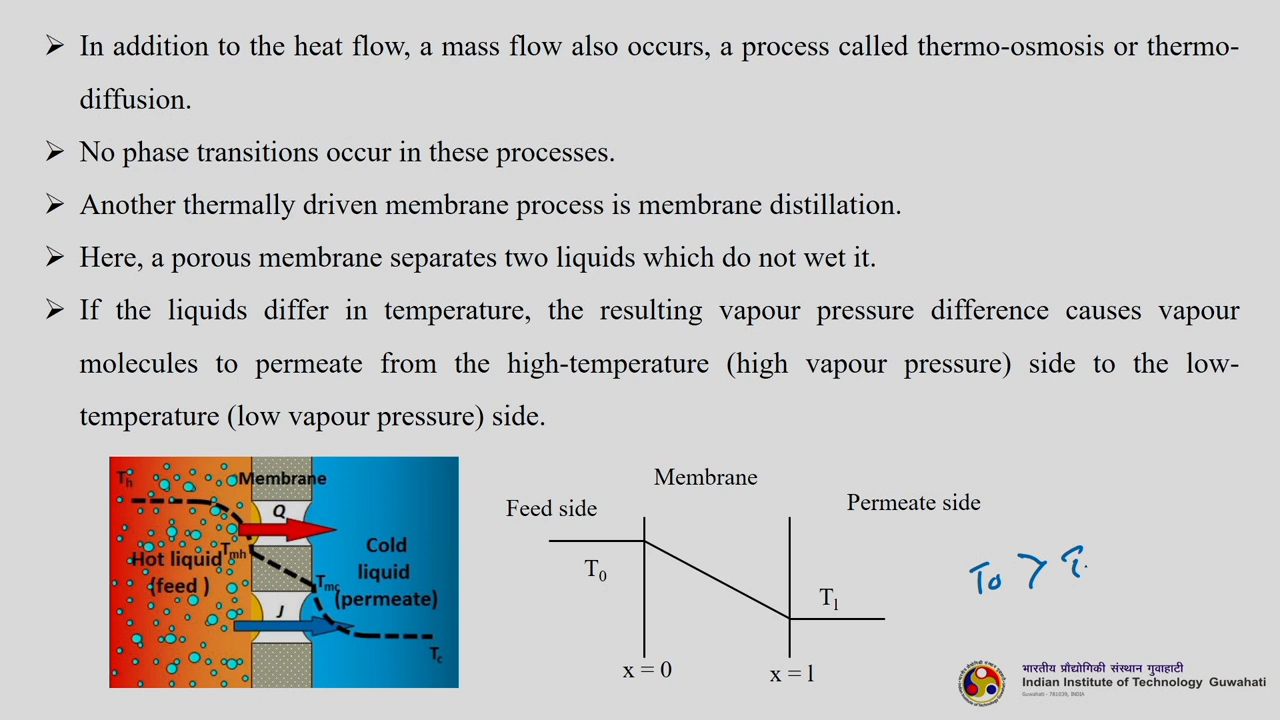 ➢ In addition to the heat flow, a mass flow also occurs, a process called thermo-osmosis or thermo-
diffusion.
➢ No phase transitions occur in these processes.
➢ Another thermally driven membrane process is membrane distillation.
➢ Here, a porous membrane separates two liquids which do not wet it.
➢ If the liquids differ in temperature, the resulting vapour pressure difference causes vapour
molecules to permeate from the high-temperature (high vapour pressure) side to the low-
temperature (low vapour pressure) side.
Th
Membrane
Q
Hot liquid
(feed )
Tmh
Tmc
J
Cold
liquid
(permeate)
Tc
Membrane
Feed side
Permeate side
T0
Tl
x = 0
x = l
To > T
भारतीय प्रौद्योगिकी संस्थान गुवाहाटी
Indian Institute of Technology Guwahati
Guwahati - 781039, INDIA